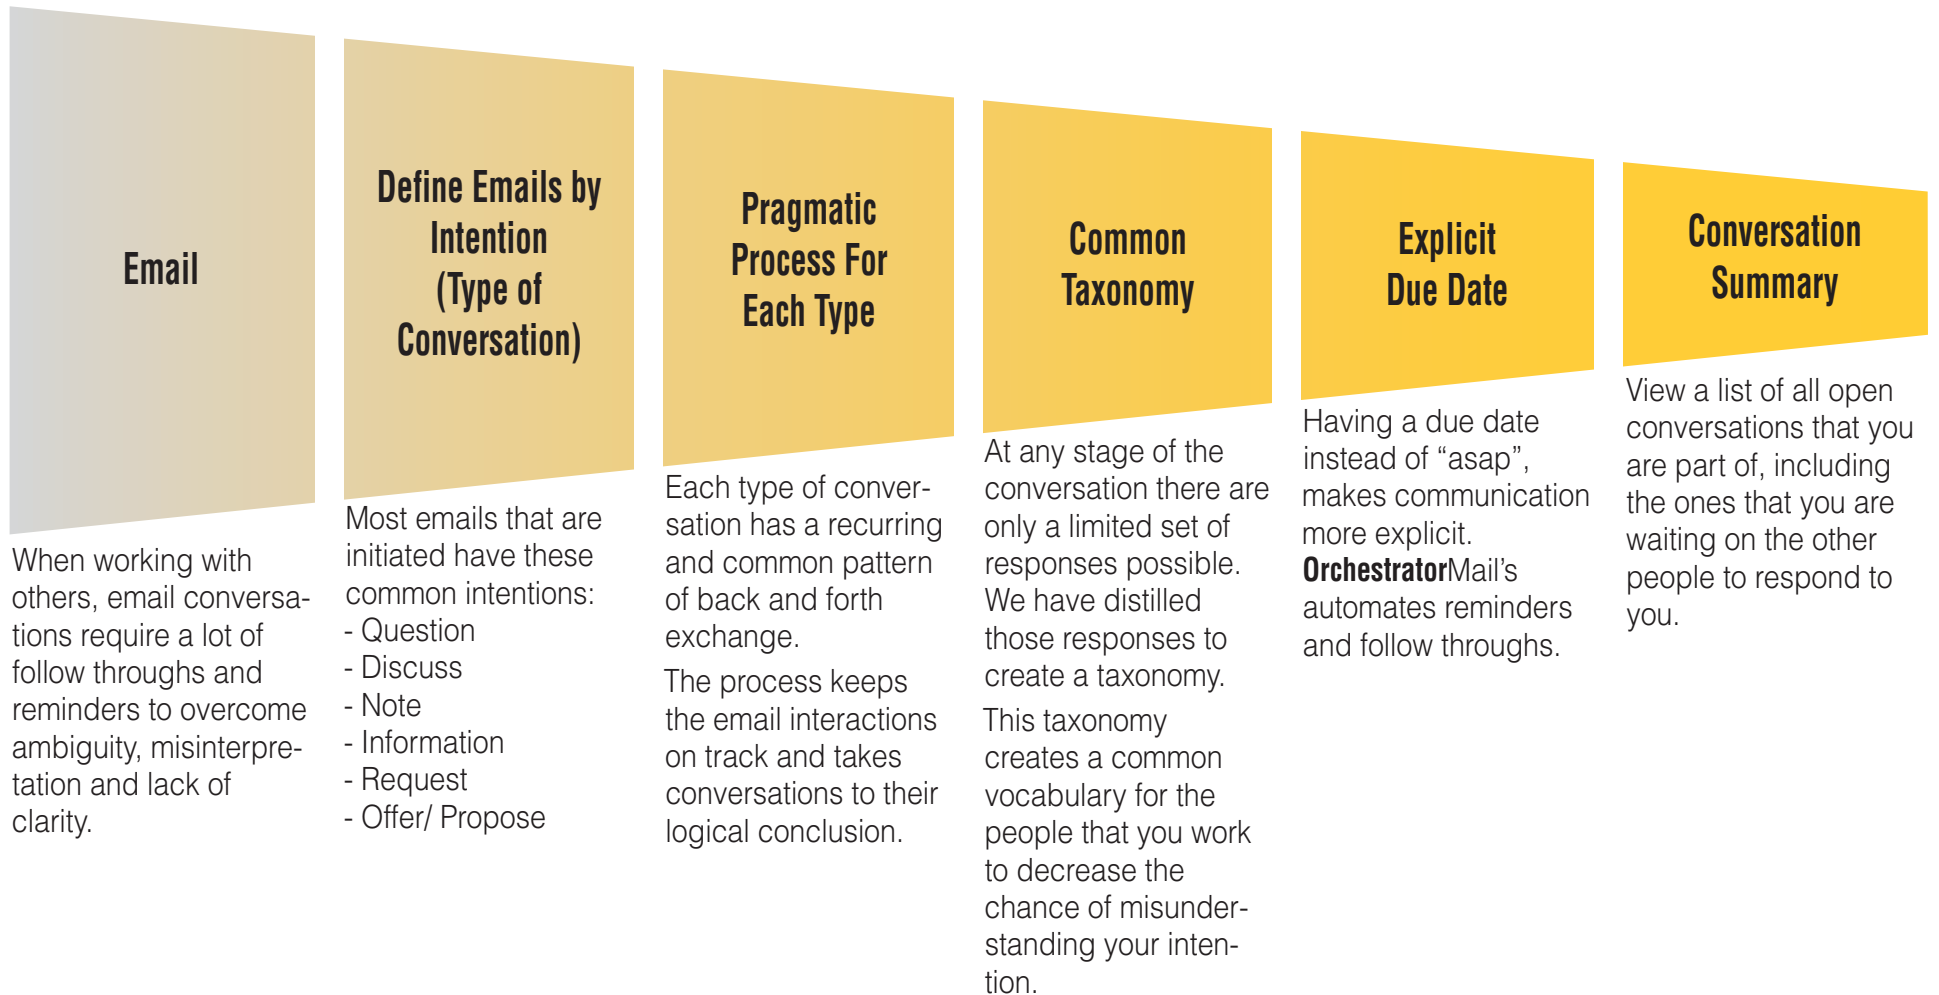 Email
When working with
others, email conversa-
tions require a lot of
follow throughs and
reminders to overcome
ambiguity, misinterpre-
tation and lack of
clarity.
Define Emails by
Intention
(Type of
Conversation)
Most emails that are
initiated have these
common intentions:
- Question
- Discuss
- Note
- Information
- Request
- Offer/ Propose
Pragmatic
Process For
Each Type
Each type of conver-
sation has a recurring
and common pattern
of back and forth
exchange.
The process keeps
the email interactions
on track and takes
conversations to their
logical conclusion.
Common
Taxonomy
At any stage of the
conversation there are
only a limited set of
responses possible.
We have distilled
those responses to
create a taxonomy.
This taxonomy
creates a common
vocabulary for the
people that you work
to decrease the
chance of misunder-
standing your inten-
tion.
Explicit
Due Date
Having a due date
instead of “asap”,
makes communication
more explicit.
OrchestratorMail’s
automates reminders
and follow throughs.
Conversation
Summary
View a list of all open
conversations that you
are part of, including
the ones that you are
waiting on the other
people to respond to
you.